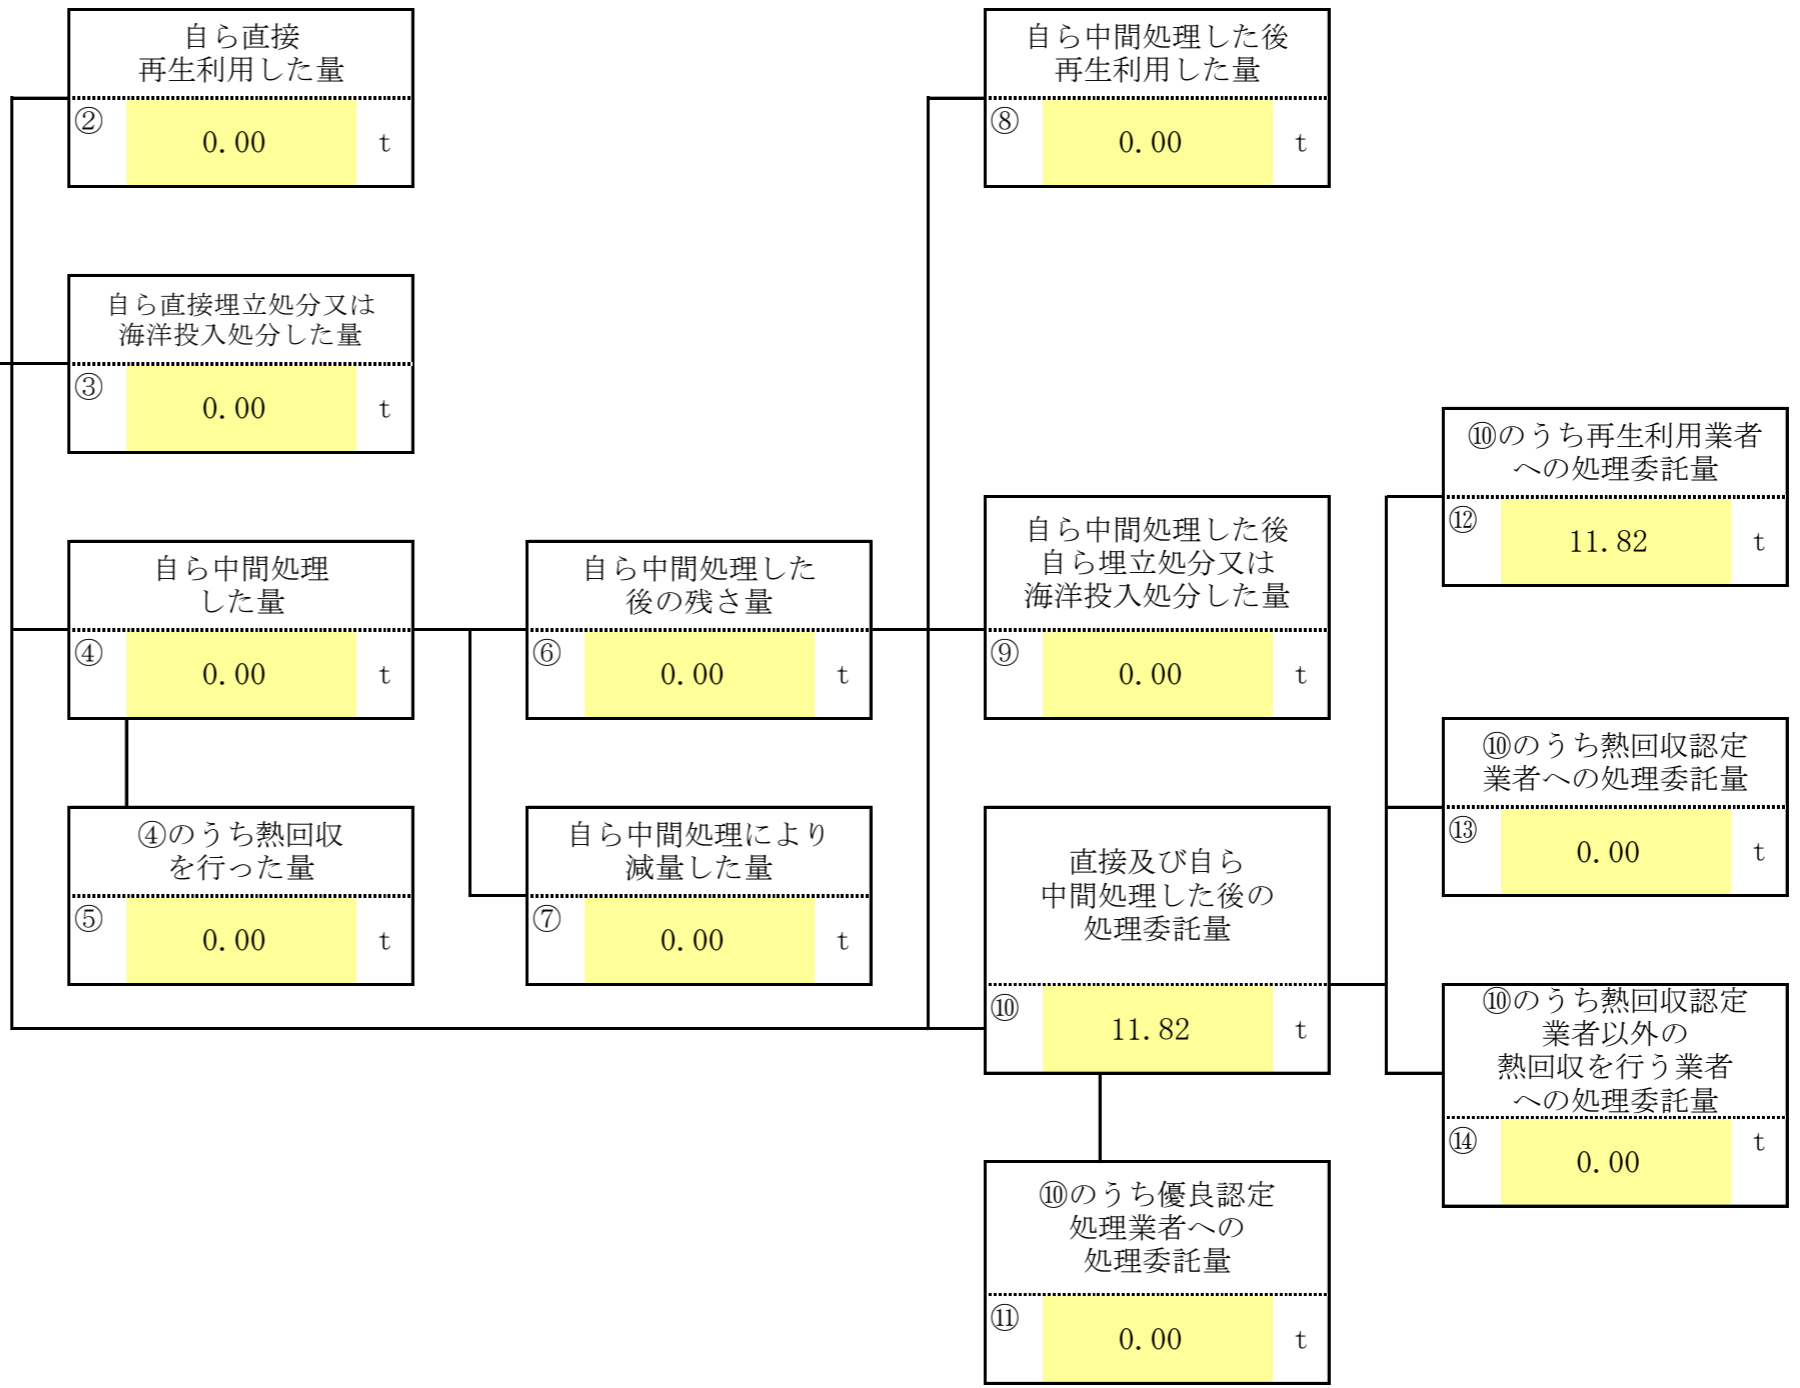 自ら直接
再生利用した量
②
0.00
t
自ら中間処理した後
再生利用した量
⑧
0.00
t
自ら直接埋立処分又は
海洋投入処分した量
③
0.00
t
⑩のうち再生利用業者
への処理委託量
⑫
11.82
t
自ら中間処理
した量
④
0.00
t
自ら中間処理した
後の残さ量
⑥
0.00
t
自ら中間処理した後
自ら埋立処分又は
海洋投入処分した量
⑨
0.00
t
⑩のうち熱回収認定
業者への処理委託量
⑬
0.00
t
④のうち熱回収
を行った量
⑤
0.00
t
自ら中間処理により
減量した量
⑦
0.00
t
直接及び自ら
中間処理した後の
処理委託量
⑩
11.82
t
⑩のうち熱回収認定
業者以外の
熱回収を行う業者
への処理委託量
⑭
0.00
t
⑩のうち優良認定
処理業者への
処理委託量
⑪
0.00
t